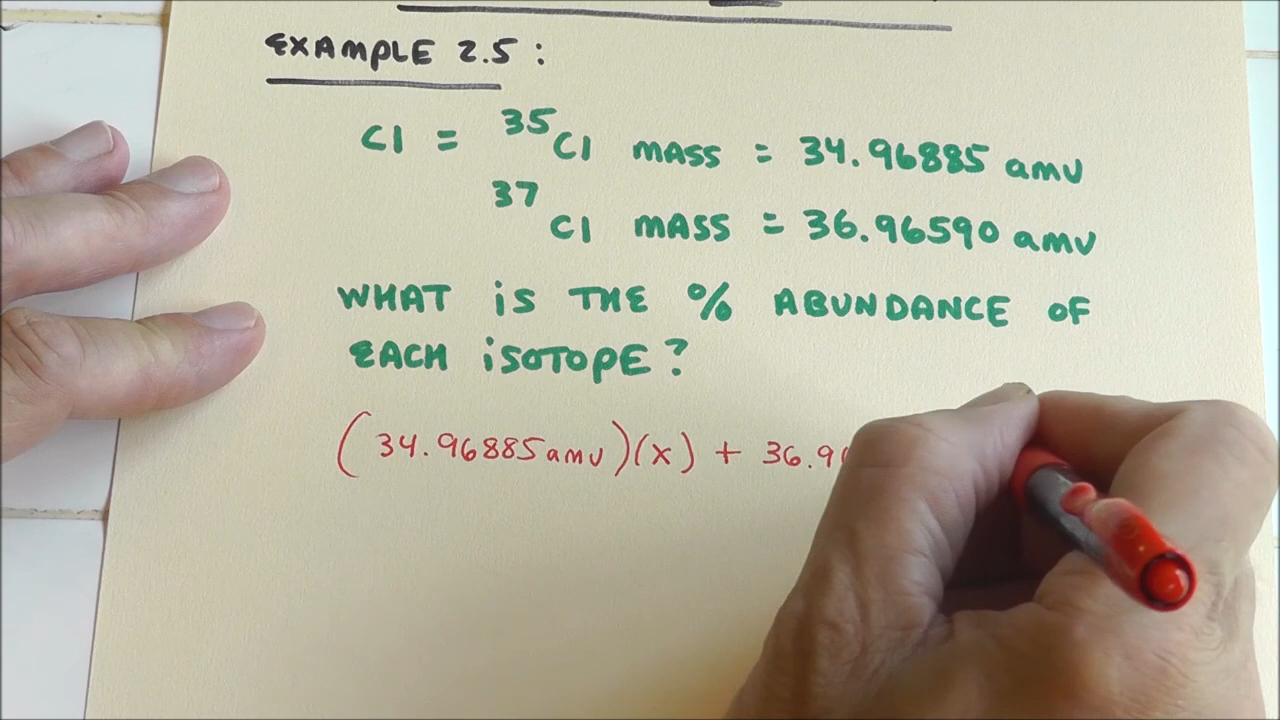 EXAMPLE 2.5:
Cl = ³⁵Cl MASS = 34.96885 amu
³⁷Cl MASS = 36.96590 amu
WHAT iS THE % ABUNDANCE OF
EACH iSOTOPE?
(34.96885amu)(x) + 36.9